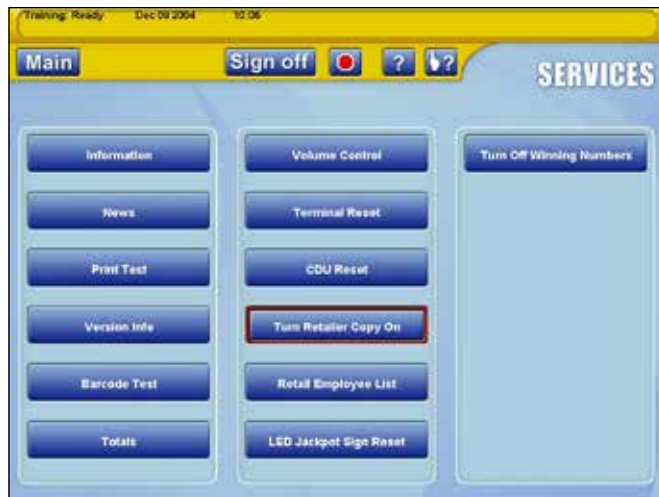 Training: Ready Dec 09 2004 10:06
Main Sign off ? ?
SERVICES
Information
News
Print Test
Version Info
Barcode Test
Totals
Volume Control
Terminal Reset
CDU Reset
Turn Retailer Copy On
Retail Employee List
LED Jackpot Sign Reset
Turn Off Winning Numbers